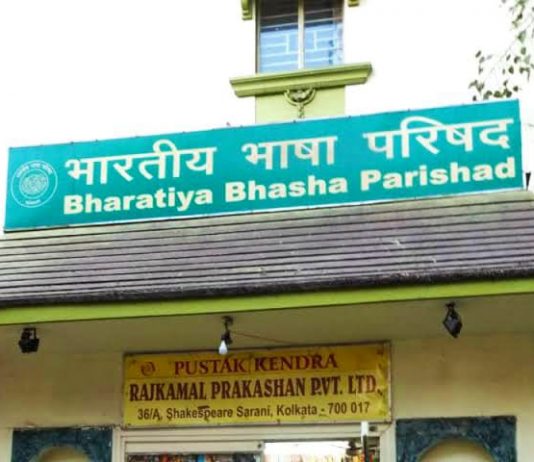 भारतीय भाषा परिषद
Bharatiya Bhasha Parishad
PUSTAK KENDRA
RAJKAMAL PRAKASHAN PVT. LTD.
36/A, Shakespeare Sarani, Kolkata - 700 017